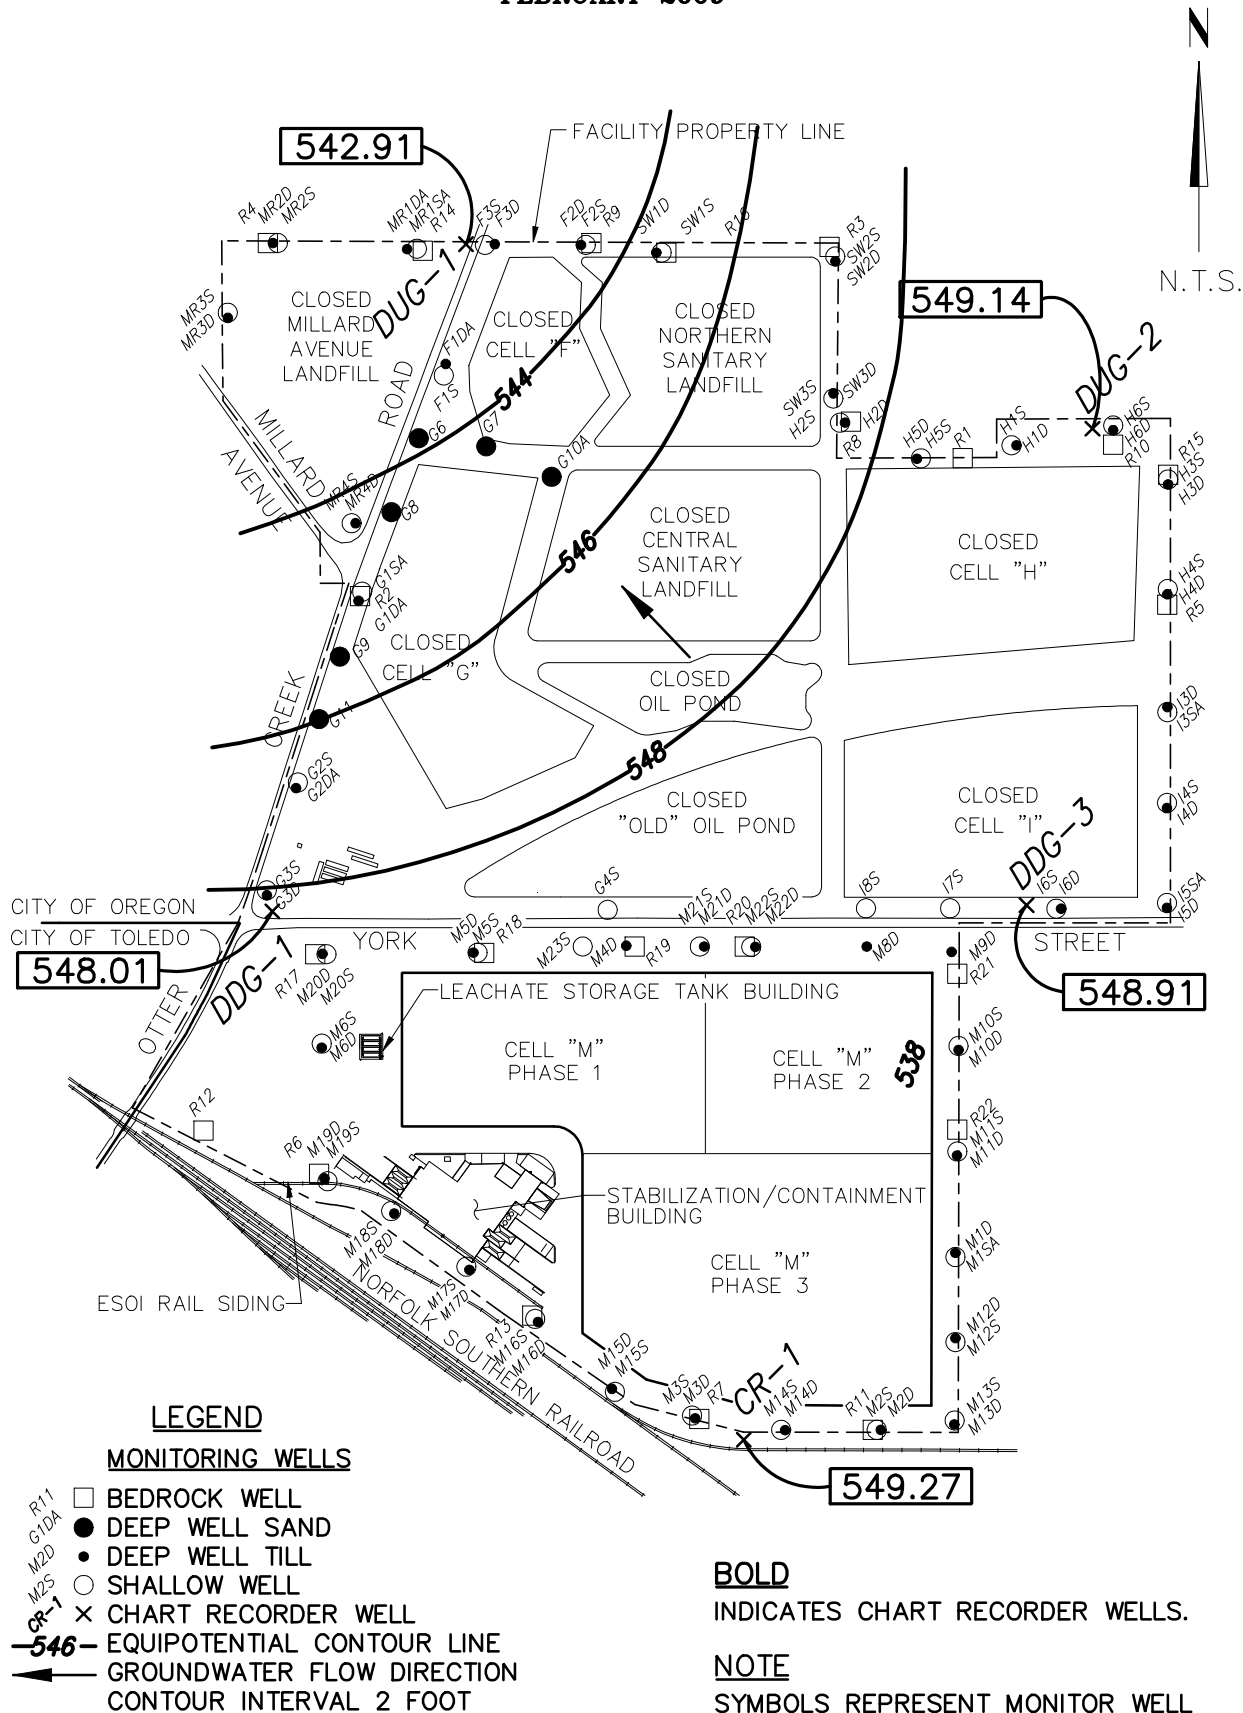 N
N.T.S.
542.91
FACILITY PROPERTY LINE
R4
MR2D
MR2S
MR1DA
MR1SA
R14
F3S
F3D
F2D
F2S
R9
SW1D
SW1S
R16
R3
SW2S
SW2D
549.14
DUG-1
DUG-2
MR3S
MR3D
CLOSED
MILLARD
AVENUE
LANDFILL
CLOSED
CELL "F"
CLOSED
NORTHERN
SANITARY
LANDFILL
F1DA
F1S
544
ROAD
MILLARD
AVENUE
SW3S
SW3D
H2S
H2D
R8
H5D
H5S
R1
H1S
H1D
H6S
H6D
R10
R15
H3S
H3D
G6
G7
G10A
MR4S
MR4D
G8
546
CLOSED
CENTRAL
SANITARY
LANDFILL
CLOSED
CELL "H"
G1SA
R2
G1DA
H4S
H4D
R5
G9
CLOSED
CELL "G"
CLOSED
OIL POND
CREEK
G11
I3D
I3SA
G2S
G2DA
548
CLOSED
"OLD" OIL POND
CLOSED
CELL "I"
I4S
I4D
DDG-3
G3S
G3D
G4S
I8S
I7S
I6S
I6D
I5SA
I5D
CITY OF OREGON
CITY OF TOLEDO
YORK
STREET
M5D
M5S
R18
M23S
M4D
R19
M21S
M21D
R20
M22S
M22D
M8D
M9D
R21
548.01
DDG-1
R17
M20D
M20S
548.91
OTTER
LEACHATE STORAGE TANK BUILDING
M6S
M6D
CELL "M"
PHASE 1
CELL "M"
PHASE 2
538
M10S
M10D
R12
R22
M11S
M11D
R6
M19D
M19S
STABILIZATION/CONTAINMENT
BUILDING
M18S
M18D
M1D
M1SA
CELL "M"
PHASE 3
ESOI RAIL SIDING
M17S
M17D
NORFOLK SOUTHERN RAILROAD
R13
M16S
M16D
M12D
M12S
M15D
M15S
M3S
M3D
R7
CR-1
M14S
M14D
R11
M2S
M2D
M13S
M13D
549.27
LEGEND
MONITORING WELLS
R11 BEDROCK WELL
G1DA DEEP WELL SAND
M2D DEEP WELL TILL
M2S SHALLOW WELL
CR-1 CHART RECORDER WELL
546 EQUIPOTENTIAL CONTOUR LINE
GROUNDWATER FLOW DIRECTION
CONTOUR INTERVAL 2 FOOT
BOLD
INDICATES CHART RECORDER WELLS.
NOTE
SYMBOLS REPRESENT MONITOR WELL